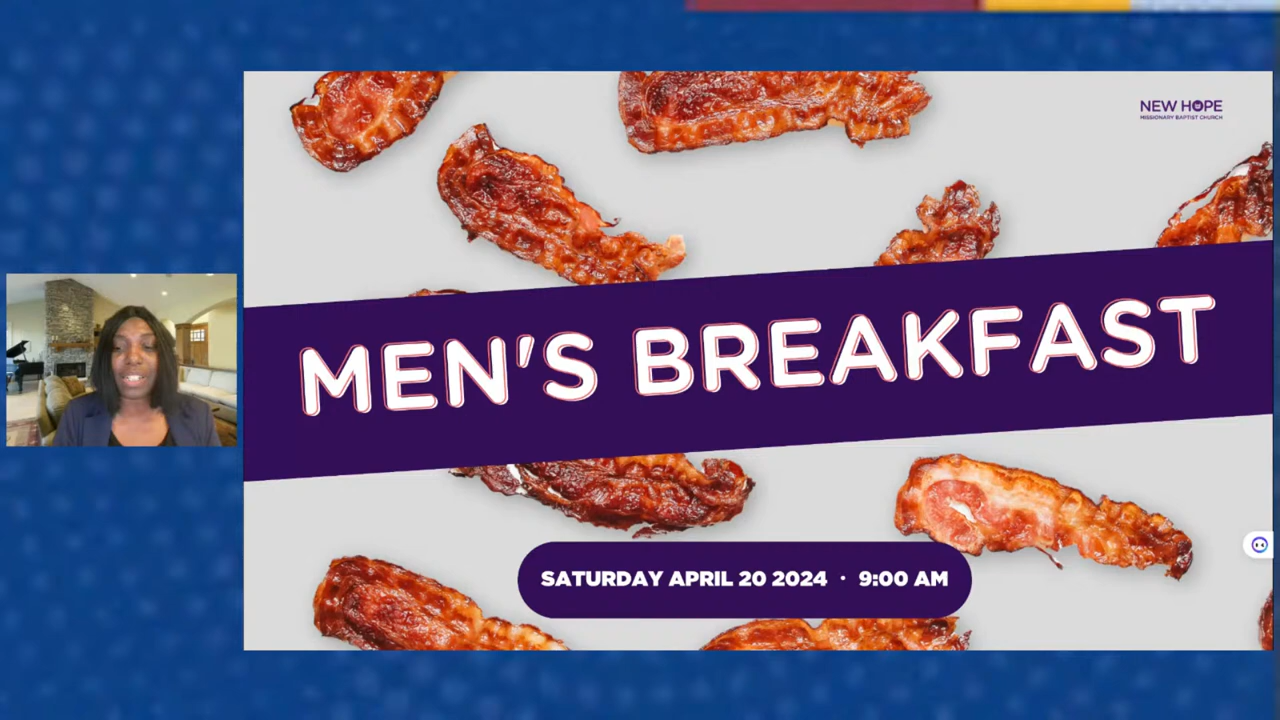 NEW HOPE
MISSIONARY BAPTIST CHURCH
MEN'S BREAKFAST
SATURDAY APRIL 20 2024 · 9:00 AM